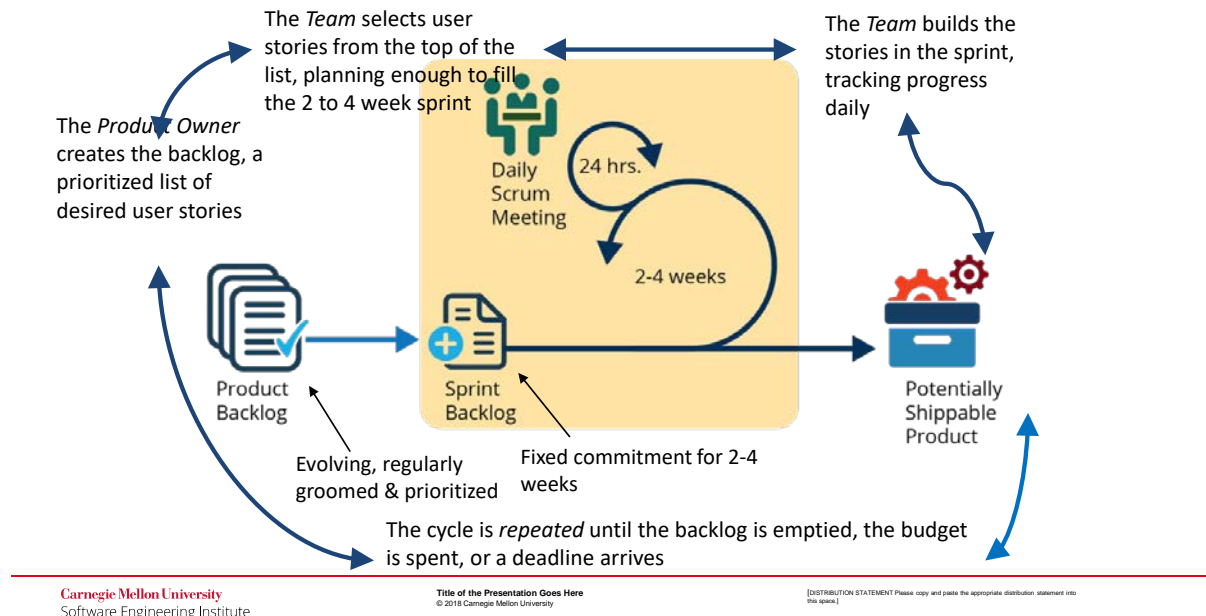 The Team selects user
stories from the top of the
list, planning enough to fill
the 2 to 4 week sprint
The Team builds the
stories in the sprint,
tracking progress
daily
The Product Owner
creates the backlog, a
prioritized list of
desired user stories
Daily
Scrum
Meeting
24 hrs.
2-4 weeks
Product
Backlog
Sprint
Backlog
Potentially
Shippable
Product
Evolving, regularly
groomed & prioritized
Fixed commitment for 2-4
weeks
The cycle is repeated until the backlog is emptied, the budget
is spent, or a deadline arrives
Carnegie Mellon University
Software Engineering Institute
Title of the Presentation Goes Here
© 2018 Carnegie Mellon University
[DISTRIBUTION STATEMENT Please copy and paste the appropriate distribution statement into
this space.]